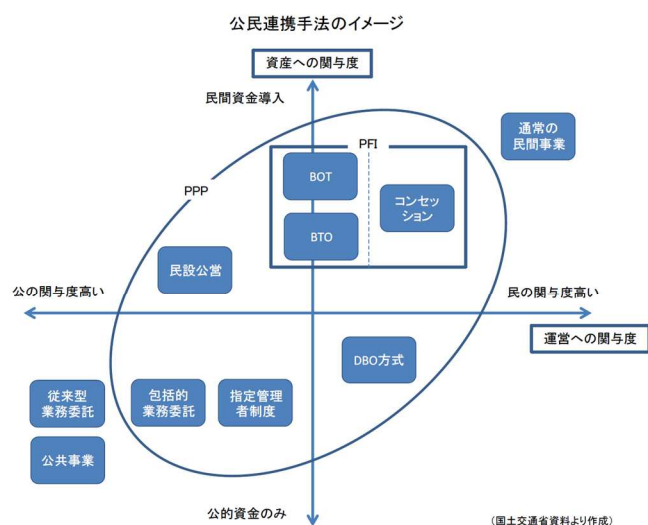 公民連携手法のイメージ
資産への関与度
民間資金導入
通常の
民間事業
PFI
BOT
PPP
コンセッ
ション
BTO
民設公営
公の関与度高い
民の関与度高い
運営への関与度
DBO方式
従来型
業務委託
包括的
業務委託
指定管理
者制度
公共事業
公的資金のみ
(国土交通省資料より作成)